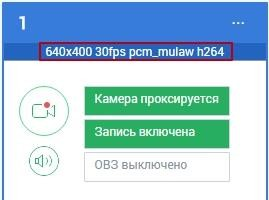 1 ...
640x400 30fps pcm_mulaw h264
Камера проксируется
Запись включена
ОВЗ выключено